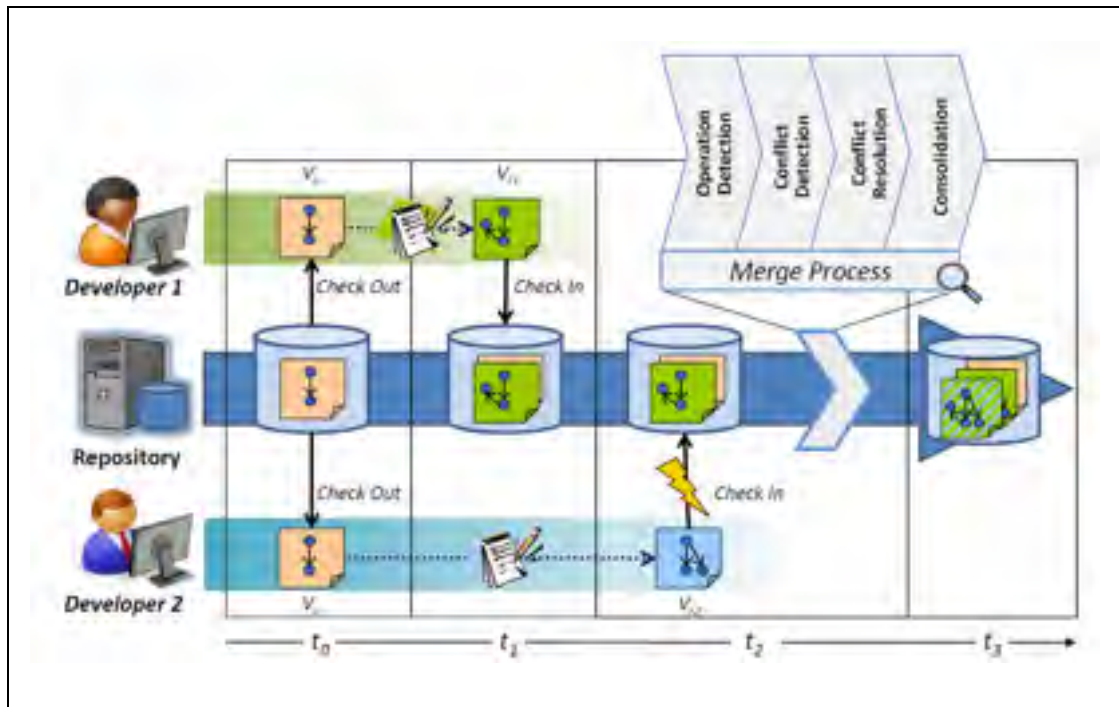 Operation
Detection
Conflict
Detection
Conflict
Resolution
Consolidation
Merge Process
Developer 1
Check Out
Check In
Repository
Check Out
Check In
Developer 2
t0
t1
t2
t3